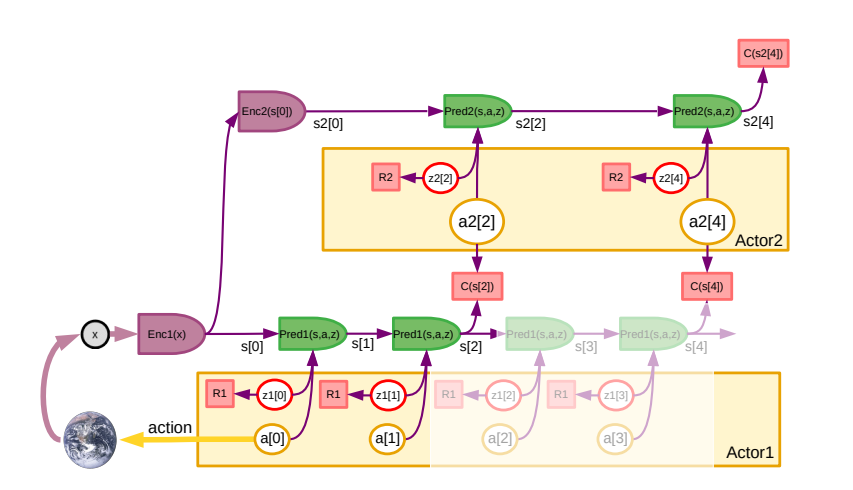 C(s2[4])
Enc2(s[0])
s2[0]
Pred2(s,a,z)
s2[2]
Pred2(s,a,z)
s2[4]
R2
z2[2]
R2
z2[4]
a2[2]
a2[4]
Actor2
C(s[2])
C(s[4])
x
Enc1(x)
s[0]
Pred1(s,a,z)
s[1]
Pred1(s,a,z)
s[2]
Pred1(s,a,z)
s[3]
Pred1(s,a,z)
s[4]
R1
z1[0]
R1
z1[1]
R1
z1[2]
R1
z1[3]
action
a[0]
a[1]
a[2]
a[3]
Actor1